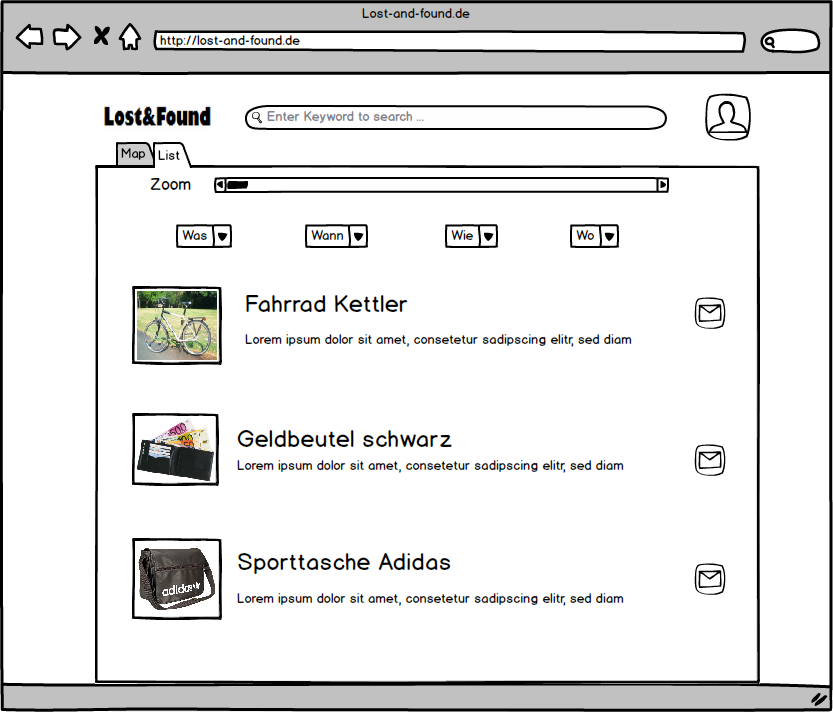 Lost-and-found.de
http://lost-and-found.de
Lost&Found
Enter Keyword to search ...
Map
List
Zoom
Was
Wann
Wie
Wo
Fahrrad Kettler
Lorem ipsum dolor sit amet, consetetur sadipscing elitr, sed diam
500
Geldbeutel schwarz
Lorem ipsum dolor sit amet, consetetur sadipscing elitr, sed diam
Sporttasche Adidas
adidas
Lorem ipsum dolor sit amet, consetetur sadipscing elitr, sed diam